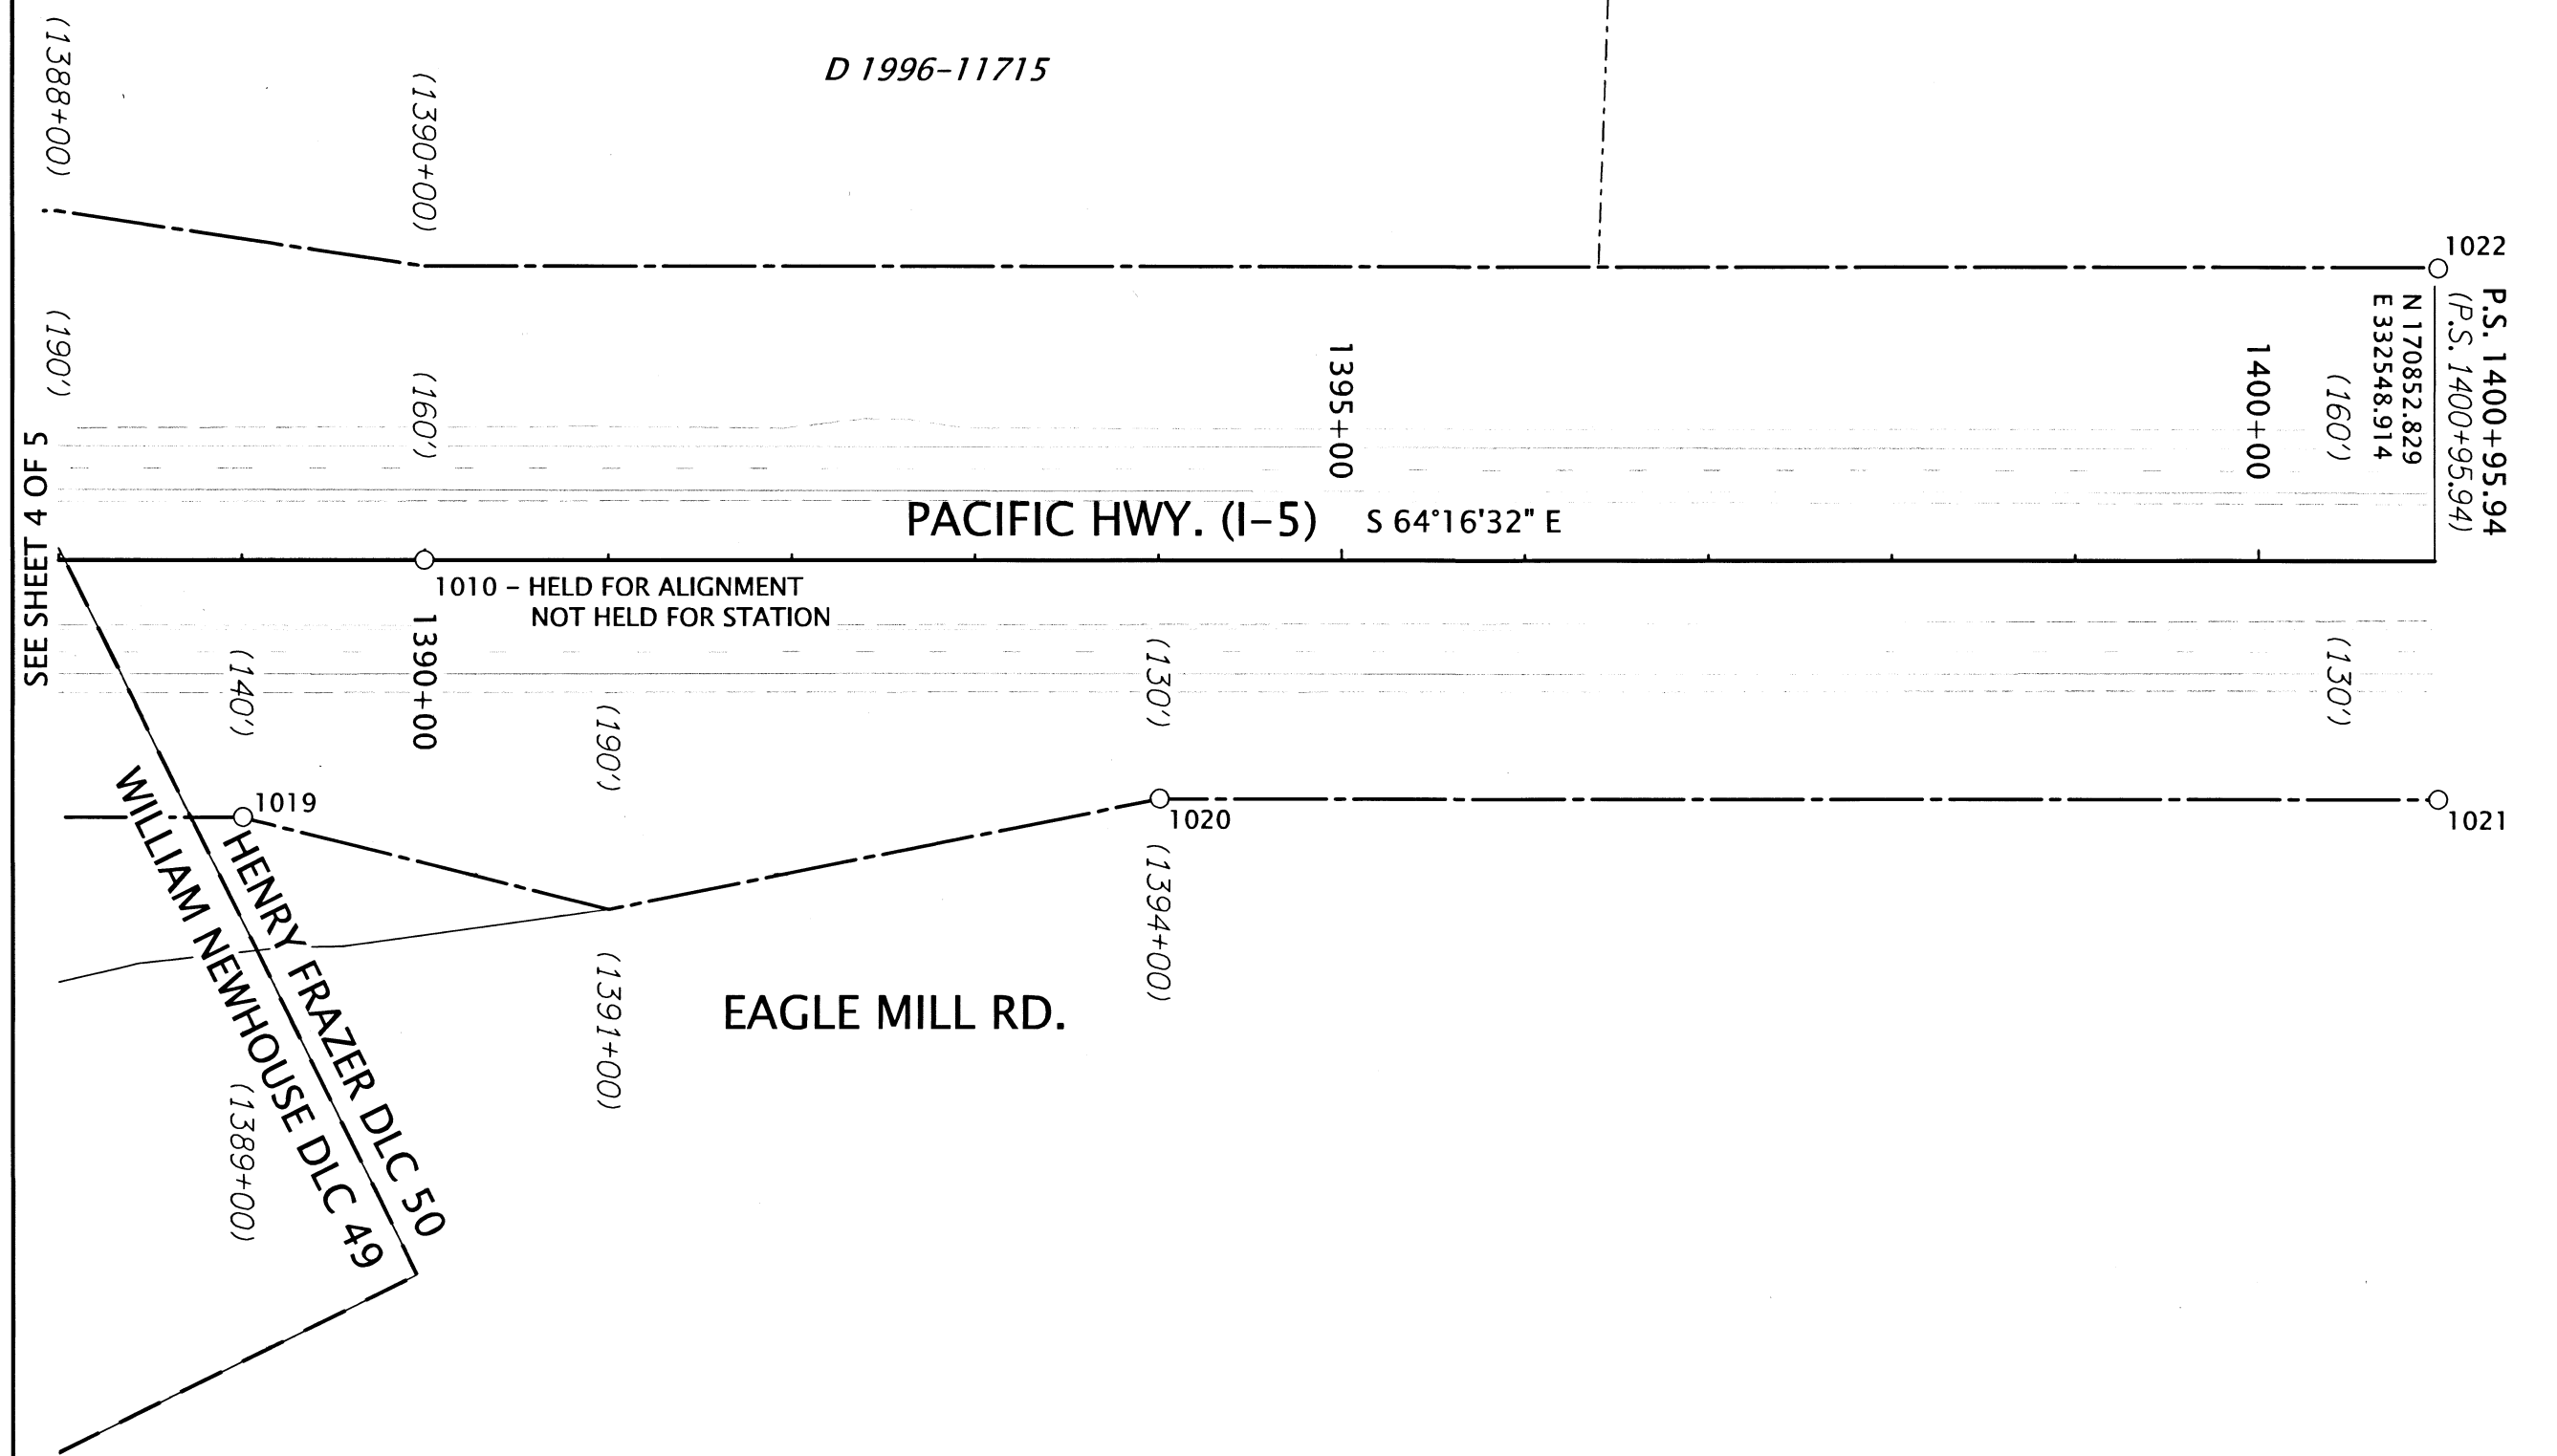 (1388+00)
(1390+00)
D 1996-11715
1022
P.S. 1400+95.94
(P.S. 1400+95.94)
N 170852.829
E 332548.914
(190')
(160')
1395+00
1400+00
(160')
SEE SHEET 4 OF 5
PACIFIC HWY. (I-5)
S 64°16'32" E
1010 - HELD FOR ALIGNMENT
NOT HELD FOR STATION
1390+00
(140')
(190')
(130')
(130')
1019
1020
1021
(1394+00)
HENRY FRAZER DLC 50
WILLIAM NEWHOUSE DLC 49
(1391+00)
EAGLE MILL RD.
(1389+00)